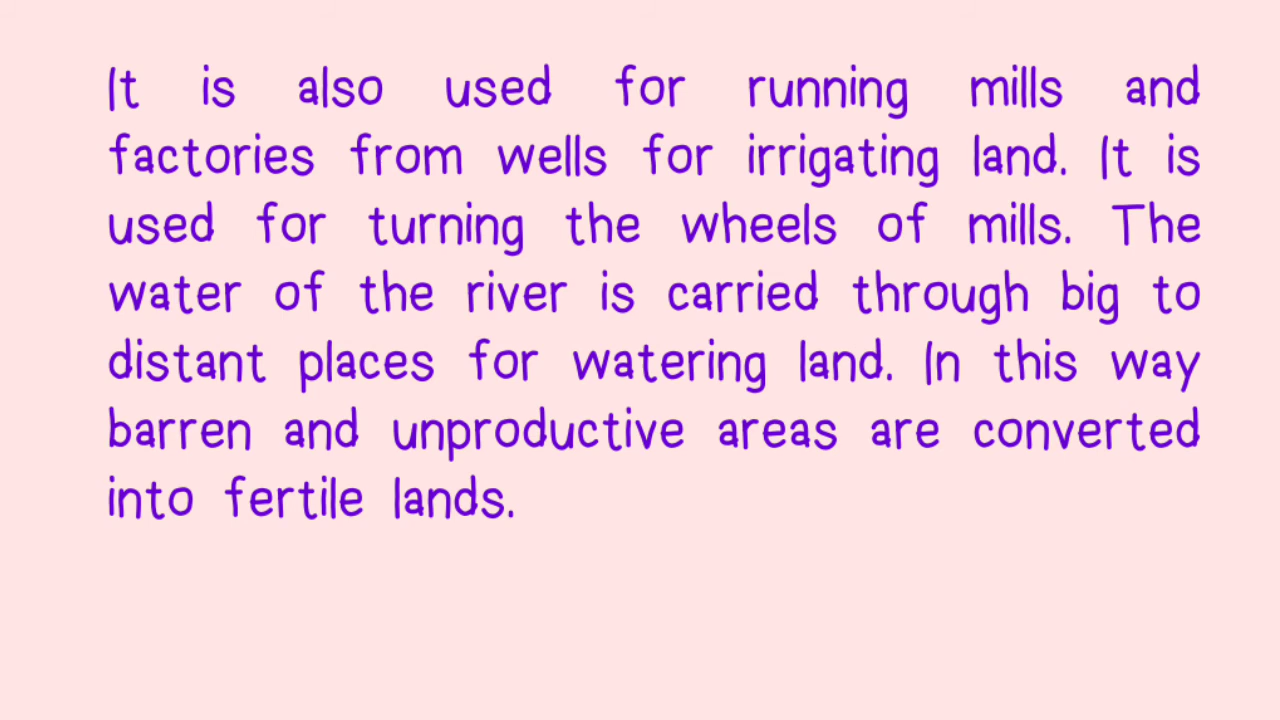 It is also used for running mills and
factories from wells for irrigating land. It is
used for turning the wheels of mills. The
water of the river is carried through big to
distant places for watering land. In this way
barren and unproductive areas are converted
into fertile lands.